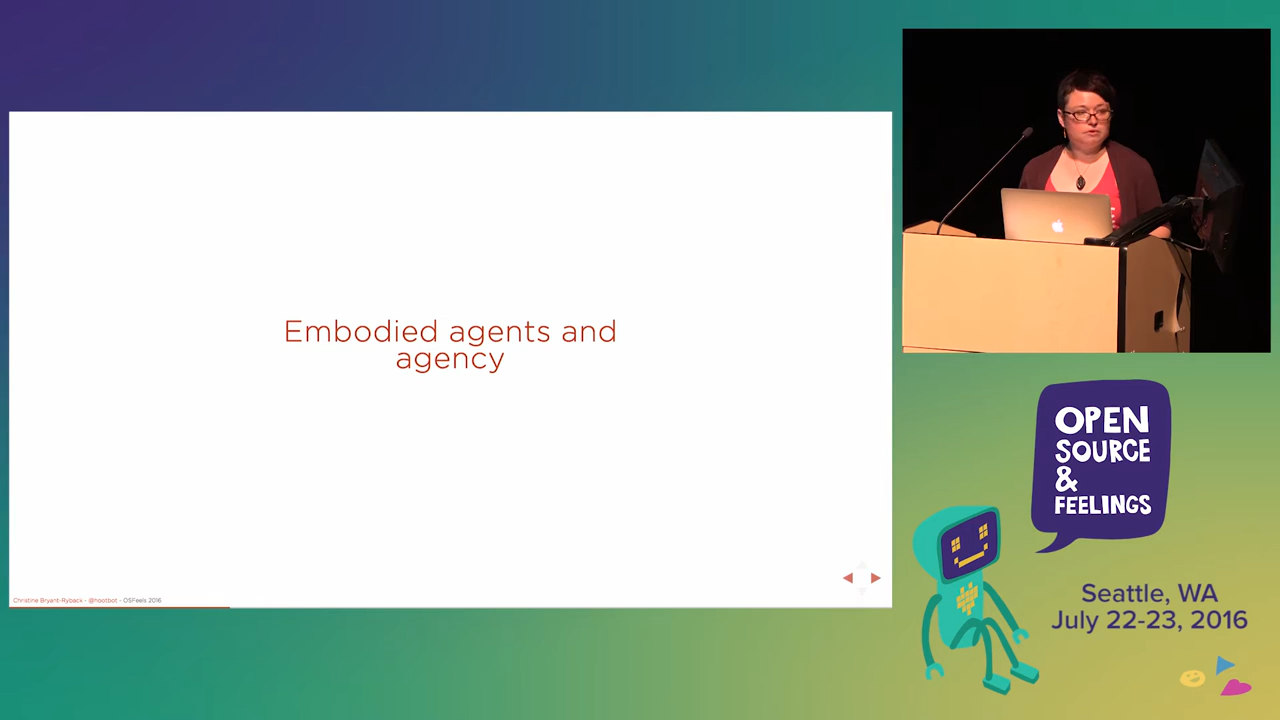 Embodied agents and
agency
Christine Bryant-Ryback - @hootbot - OSFeels 2016
OPEN
SOURCE
&
FEELINGS
Seattle, WA
July 22-23, 2016